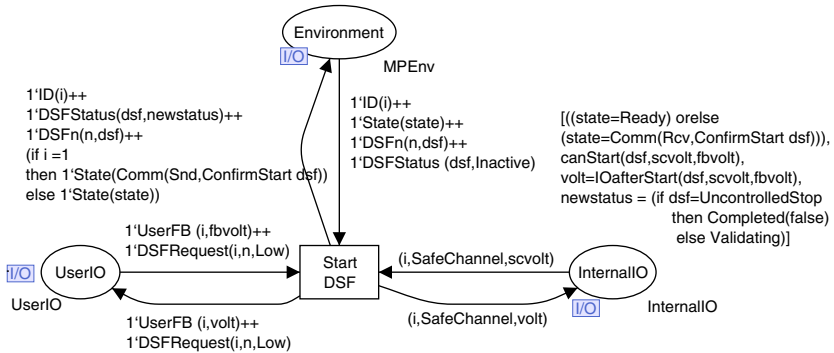 Environment
I/O
MPEnv
1`ID(i)++
1`DSFStatus(dsf,newstatus)++
1`DSFn(n,dsf)++
(if i =1
then 1`State(Comm(Snd,ConfirmStart dsf))
else 1`State(state))
1`ID(i)++
1`State(state)++
1`DSFn(n,dsf)++
1`DSFStatus (dsf,Inactive)
[((state=Ready) orelse
(state=Comm(Rcv,ConfirmStart dsf))),
canStart(dsf,scvolt,fbvolt),
volt=IOafterStart(dsf,scvolt,fbvolt),
newstatus = (if dsf=UncontrolledStop
then Completed(false)
else Validating)]
1`UserFB (i,fbvolt)++
1`DSFRequest(i,n,Low)
I/O
UserIO
UserIO
Start
DSF
(i,SafeChannel,scvolt)
InternalIO
I/O
InternalIO
(i,SafeChannel,volt)
1`UserFB (i,volt)++
1`DSFRequest(i,n,Low)